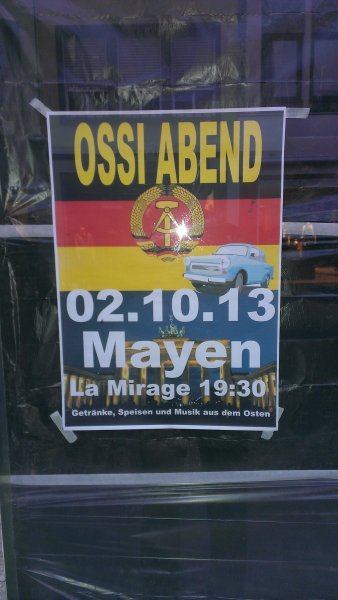 OSSI ABEND
02.10.13
Mayen
La Mirage 19:30
Getränke, Speisen und Musik aus dem Osten